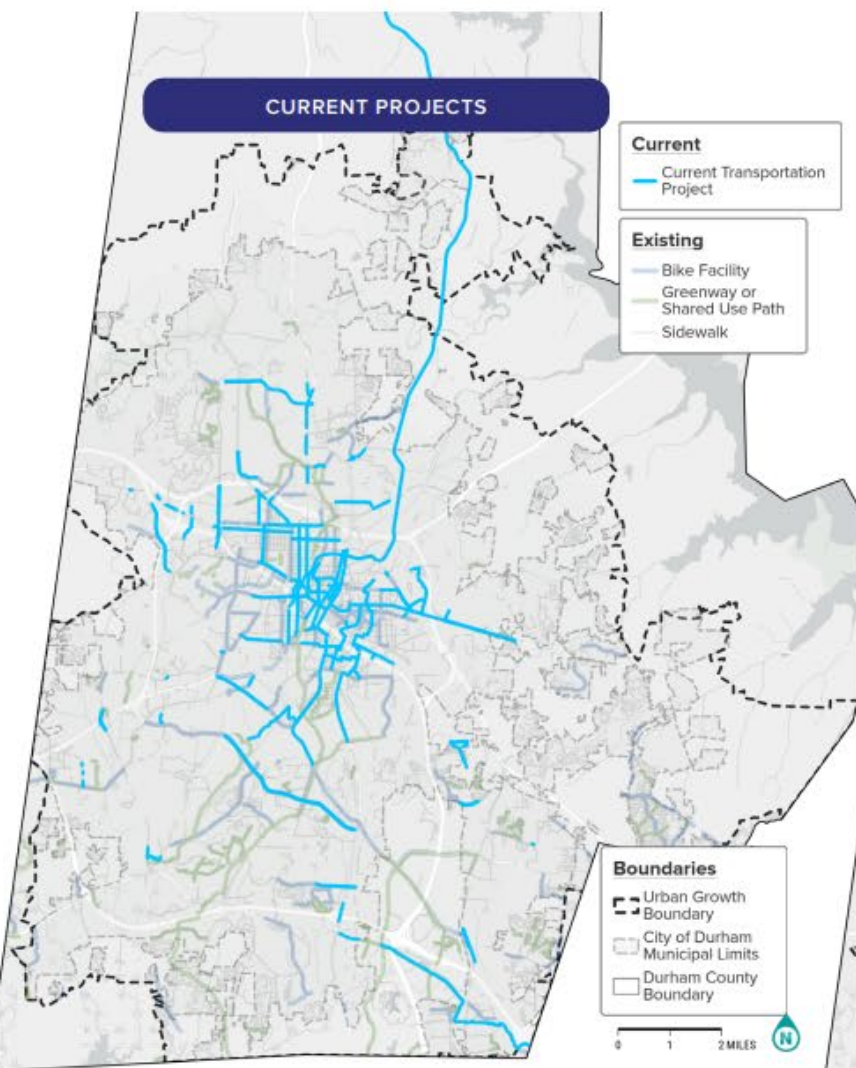 CURRENT PROJECTS
Current
Current Transportation
Project
Existing
Bike Facility
Greenway or
Shared Use Path
Sidewalk
Boundaries
Urban Growth
Boundary
City of Durham
Municipal Limits
Durham County
Boundary
0 1 2 MILES
N